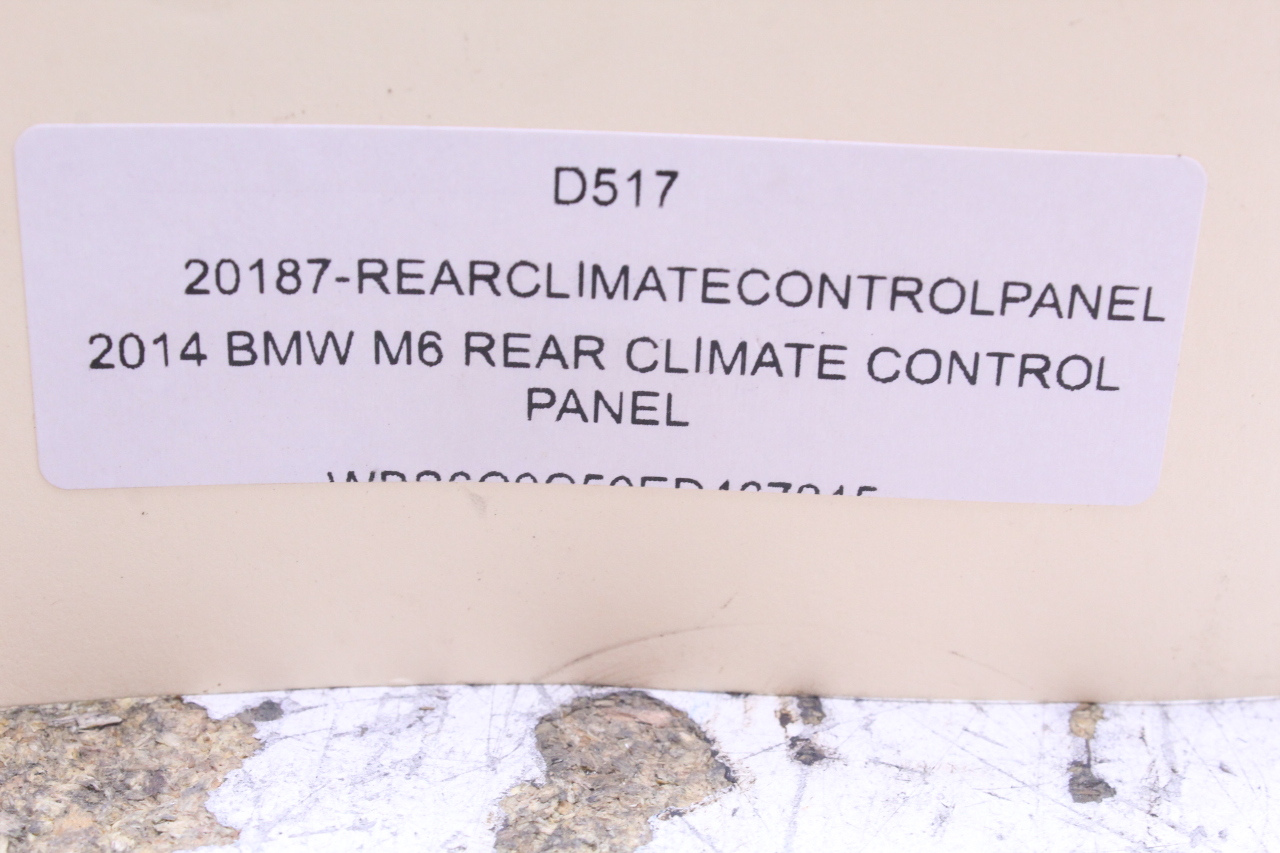 D517
20187-REARCLIMATECONTROLPANEL
2014 BMW M6 REAR CLIMATE CONTROL
PANEL